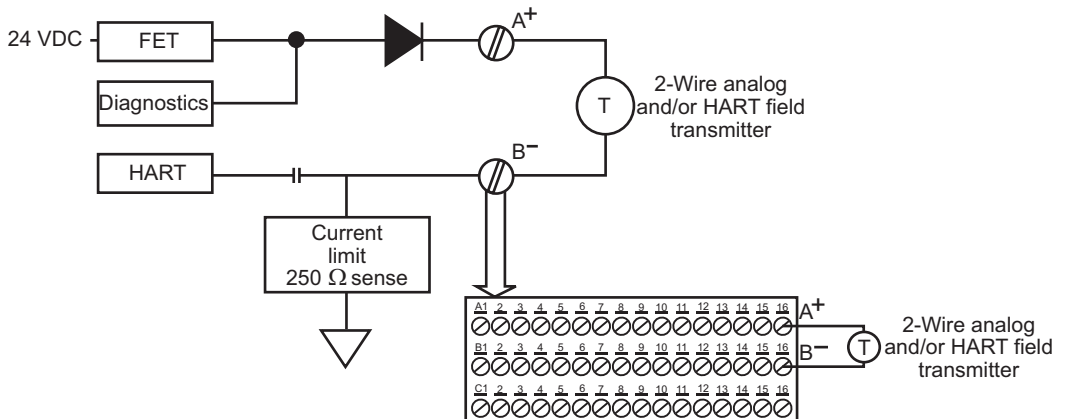 24 VDC
FET
A+
Diagnostics
T
2-Wire analog
and/or HART field
transmitter
HART
B−
Current
limit
250 Ω sense
A1 2 3 4 5 6 7 8 9 10 11 12 13 14 15 16
A+
B1 2 3 4 5 6 7 8 9 10 11 12 13 14 15 16
B−
T
2-Wire analog
and/or HART field
transmitter
C1 2 3 4 5 6 7 8 9 10 11 12 13 14 15 16